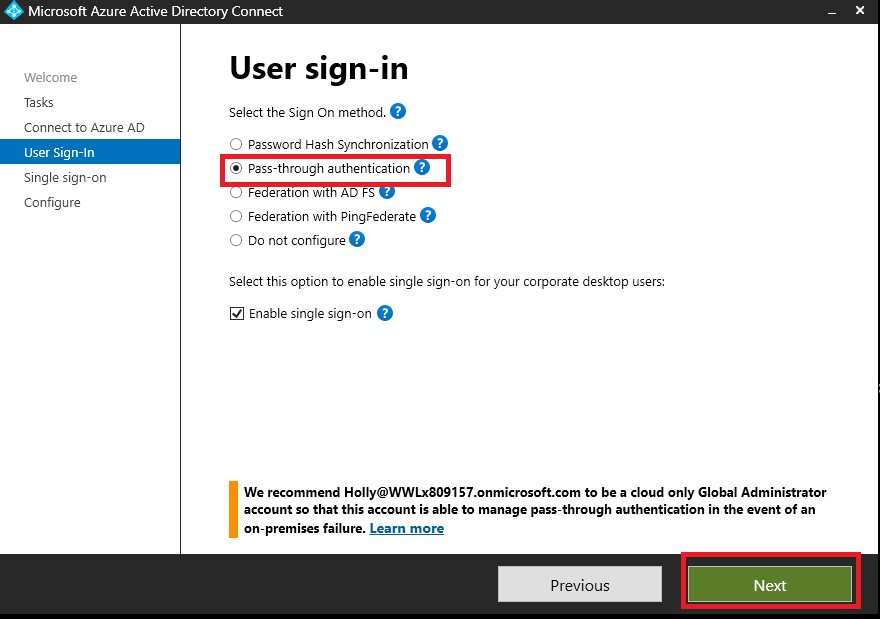 Microsoft Azure Active Directory Connect
Welcome
Tasks
Connect to Azure AD
User Sign-In
Single sign-on
Configure
User sign-in
Select the Sign On method. ?
Password Hash Synchronization ?
Pass-through authentication ?
Federation with AD FS ?
Federation with PingFederate ?
Do not configure ?
Select this option to enable single sign-on for your corporate desktop users:
Enable single sign-on ?
We recommend Holly@WWLx809157.onmicrosoft.com to be a cloud only Global Administrator
account so that this account is able to manage pass-through authentication in the event of an
on-premises failure. Learn more
Previous
Next